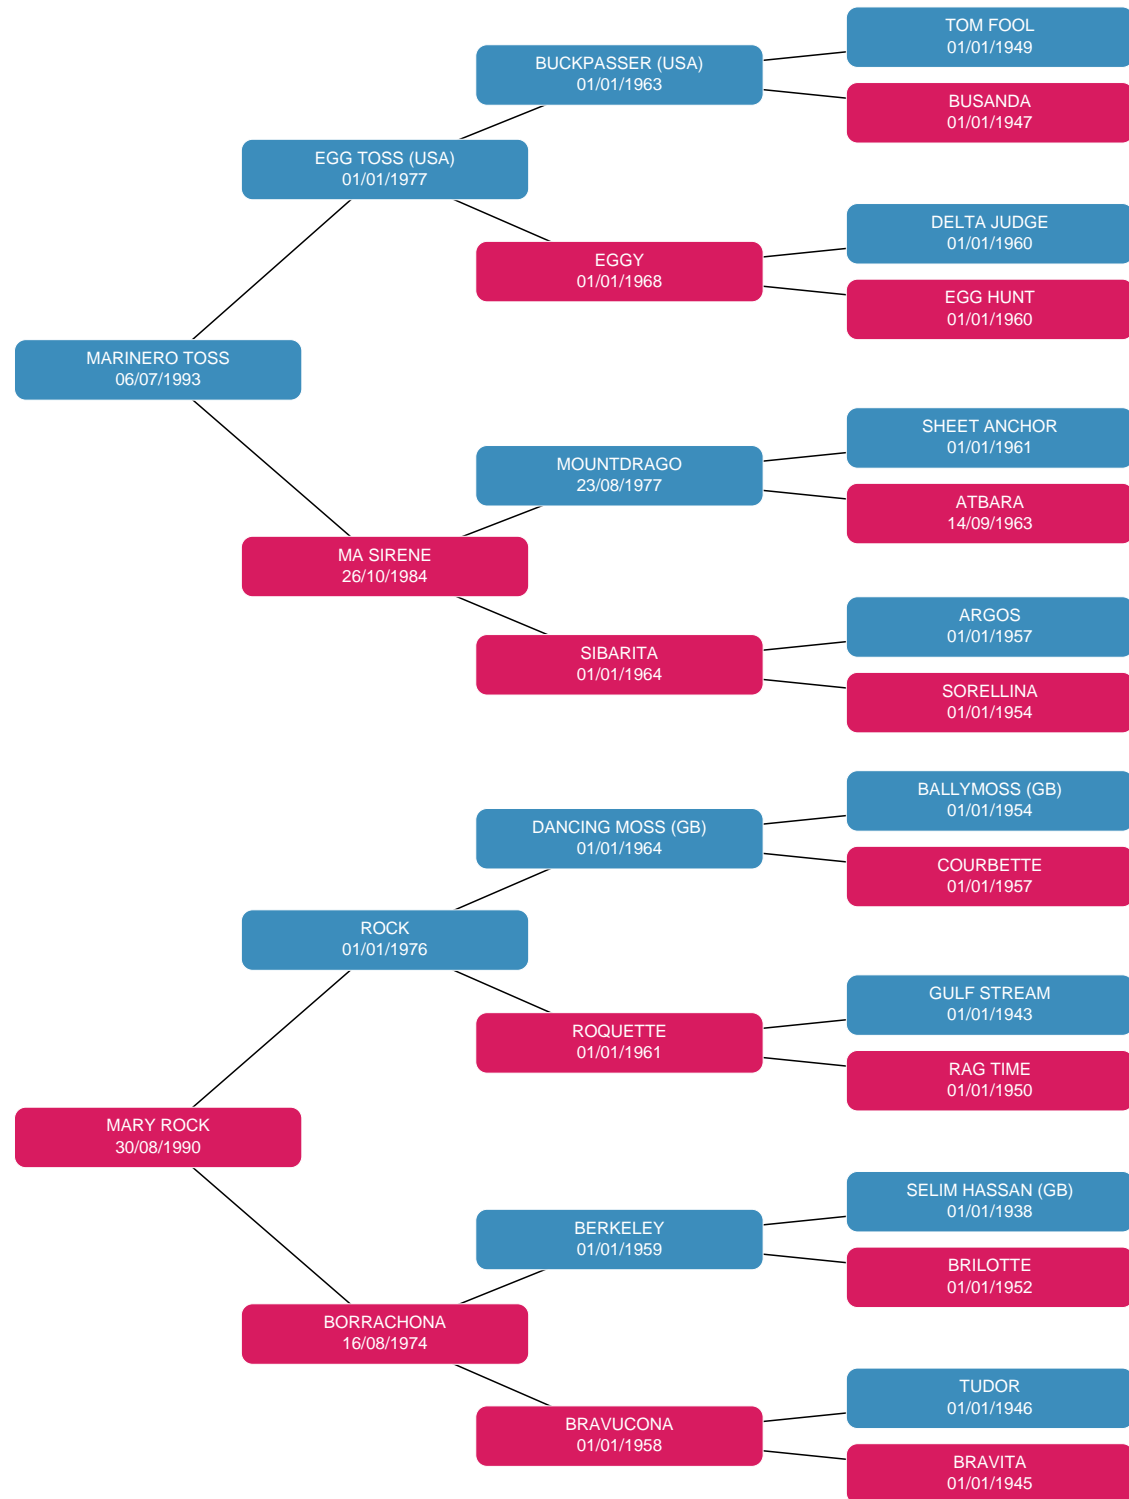 TOM FOOL
01/01/1949
BUCKPASSER (USA)
01/01/1963
BUSANDA
01/01/1947
EGG TOSS (USA)
01/01/1977
DELTA JUDGE
01/01/1960
EGGY
01/01/1968
EGG HUNT
01/01/1960
MARINERO TOSS
06/07/1993
SHEET ANCHOR
01/01/1961
MOUNTDRAGO
23/08/1977
ATBARA
14/09/1963
MA SIRENE
26/10/1984
ARGOS
01/01/1957
SIBARITA
01/01/1964
SORELLINA
01/01/1954
BALLYMOSS (GB)
01/01/1954
DANCING MOSS (GB)
01/01/1964
COURBETTE
01/01/1957
ROCK
01/01/1976
GULF STREAM
01/01/1943
ROQUETTE
01/01/1961
RAG TIME
01/01/1950
MARY ROCK
30/08/1990
SELIM HASSAN (GB)
01/01/1938
BERKELEY
01/01/1959
BRILOTTE
01/01/1952
BORRACHONA
16/08/1974
TUDOR
01/01/1946
BRAVUCONA
01/01/1958
BRAVITA
01/01/1945